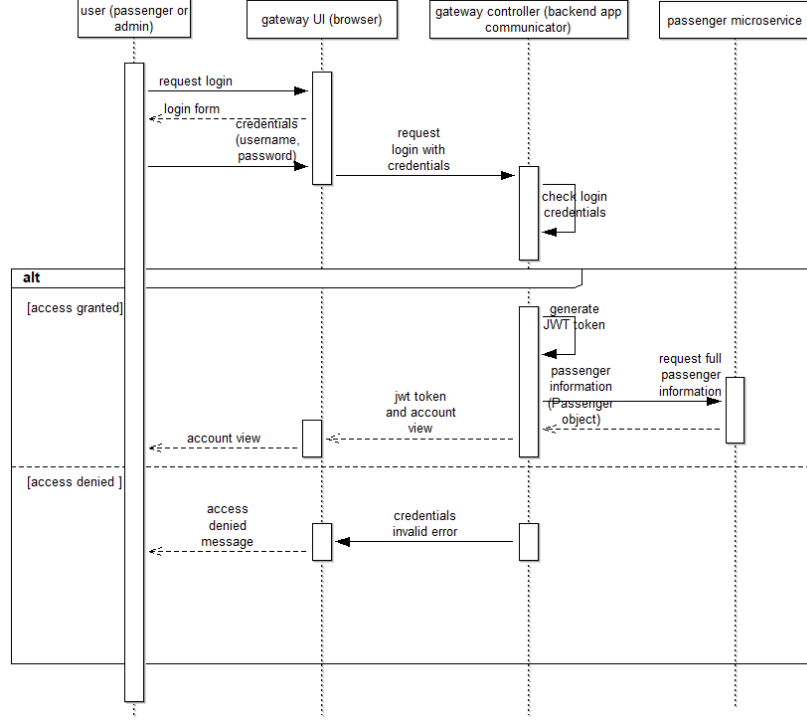 user (passenger or
admin)
gateway UI (browser)
gateway controller (backend app
communicator)
passenger microservice
request login
login form
credentials
(username,
password)
request
login with
credentials
check login
credentials
alt
[access granted]
generate
JWT token
request full
passenger
information
passenger
information
(Passenger
object)
jwt token
and account
view
account view
[access denied ]
access
denied
message
credentials
invalid error